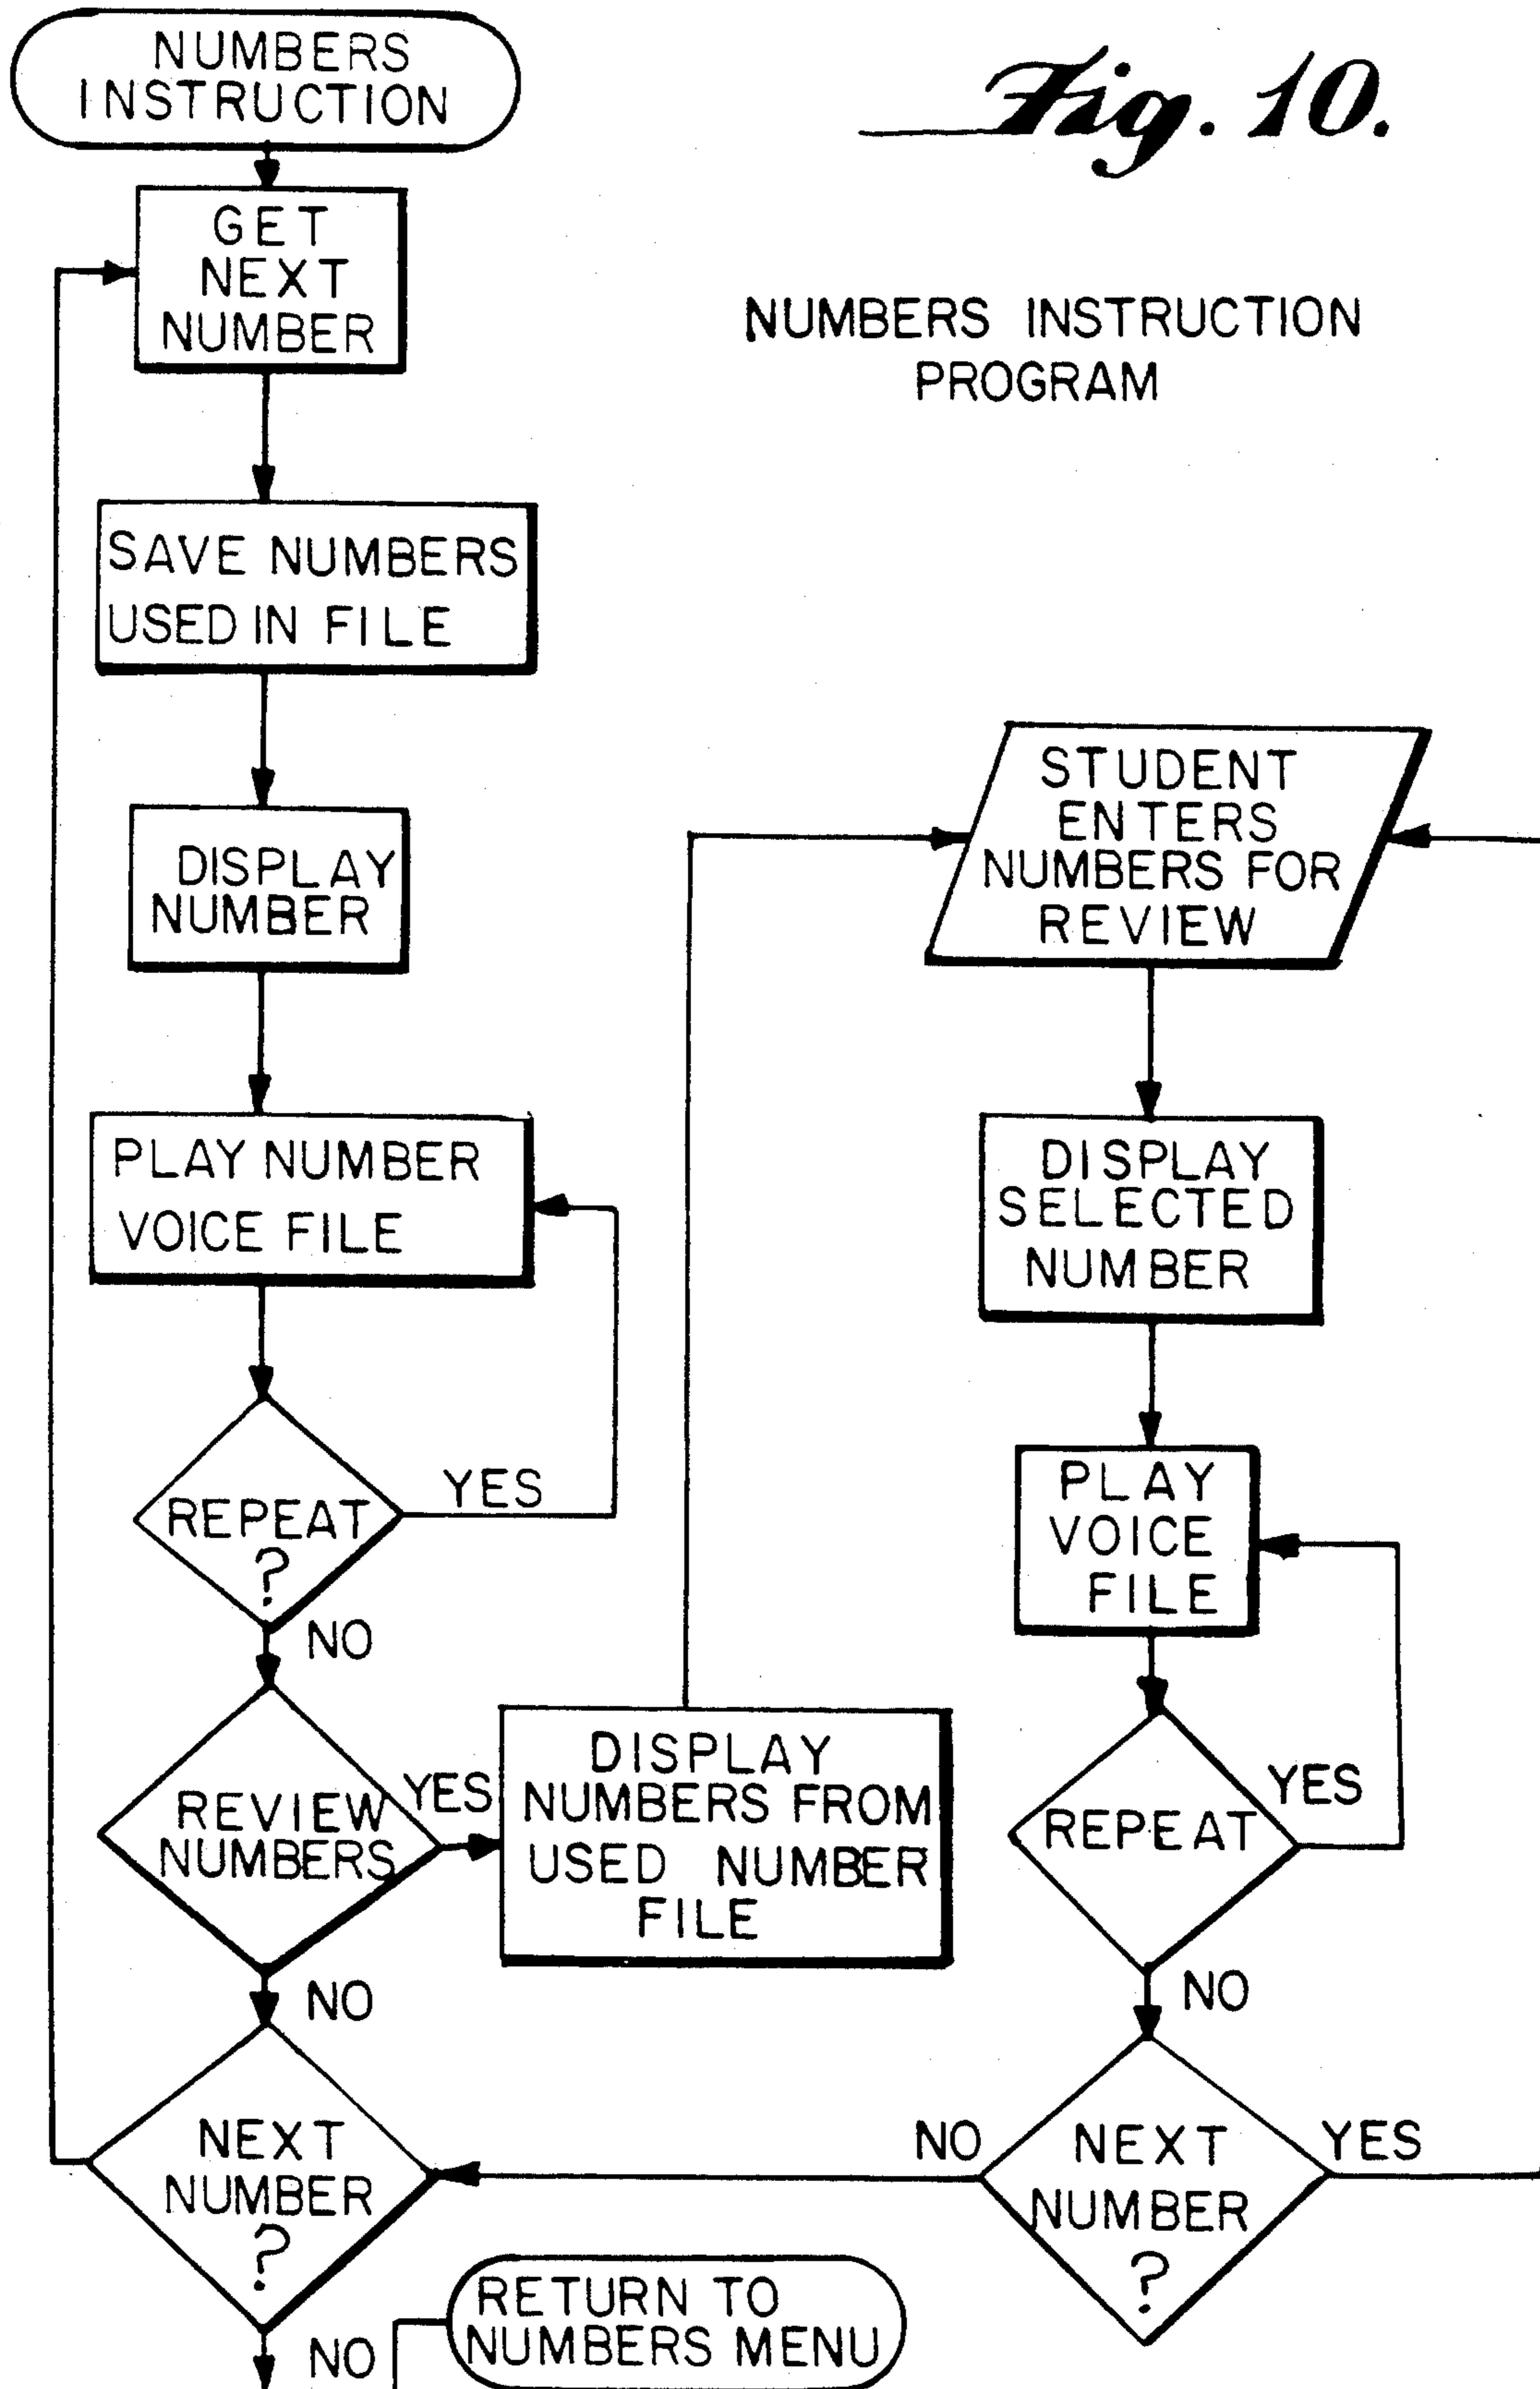 NUMBERS
INSTRUCTION
Fig. 10.
GET
NEXT
NUMBER
NUMBERS INSTRUCTION
PROGRAM
SAVE NUMBERS
USED IN FILE
DISPLAY
NUMBER
PLAY NUMBER
VOICE FILE
REPEAT
?
YES
NO
REVIEW
NUMBERS
YES
NO
DISPLAY
NUMBERS FROM
USED NUMBER
FILE
STUDENT
ENTERS
NUMBERS FOR
REVIEW
DISPLAY
SELECTED
NUMBER
PLAY
VOICE
FILE
REPEAT
YES
NO
NEXT
NUMBER
?
YES
NO
NEXT
NUMBER
?
NO
RETURN TO
NUMBERS MENU